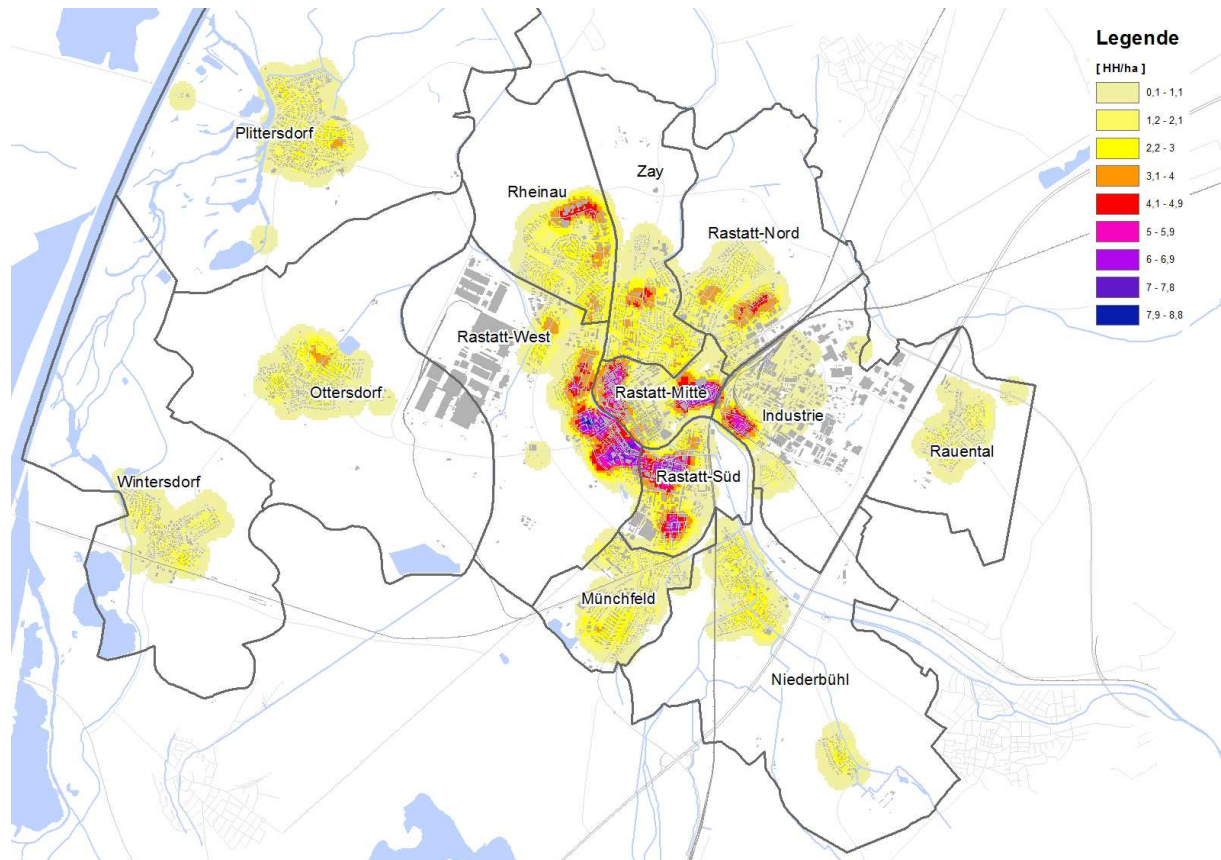 Legende
[ HH/ha ]
0,1 - 1,1
1,2 - 2,1
2,2 - 3
3,1 - 4
4,1 - 4,9
5 - 5,9
6 - 6,9
7 - 7,8
7,9 - 8,8
Plittersdorf
Zay
Rheinau
Rastatt-Nord
Rastatt-West
Ottersdorf
Rastatt-Mitte
Industrie
Rauental
Rastatt-Süd
Wintersdorf
Münchfeld
Niederbühl